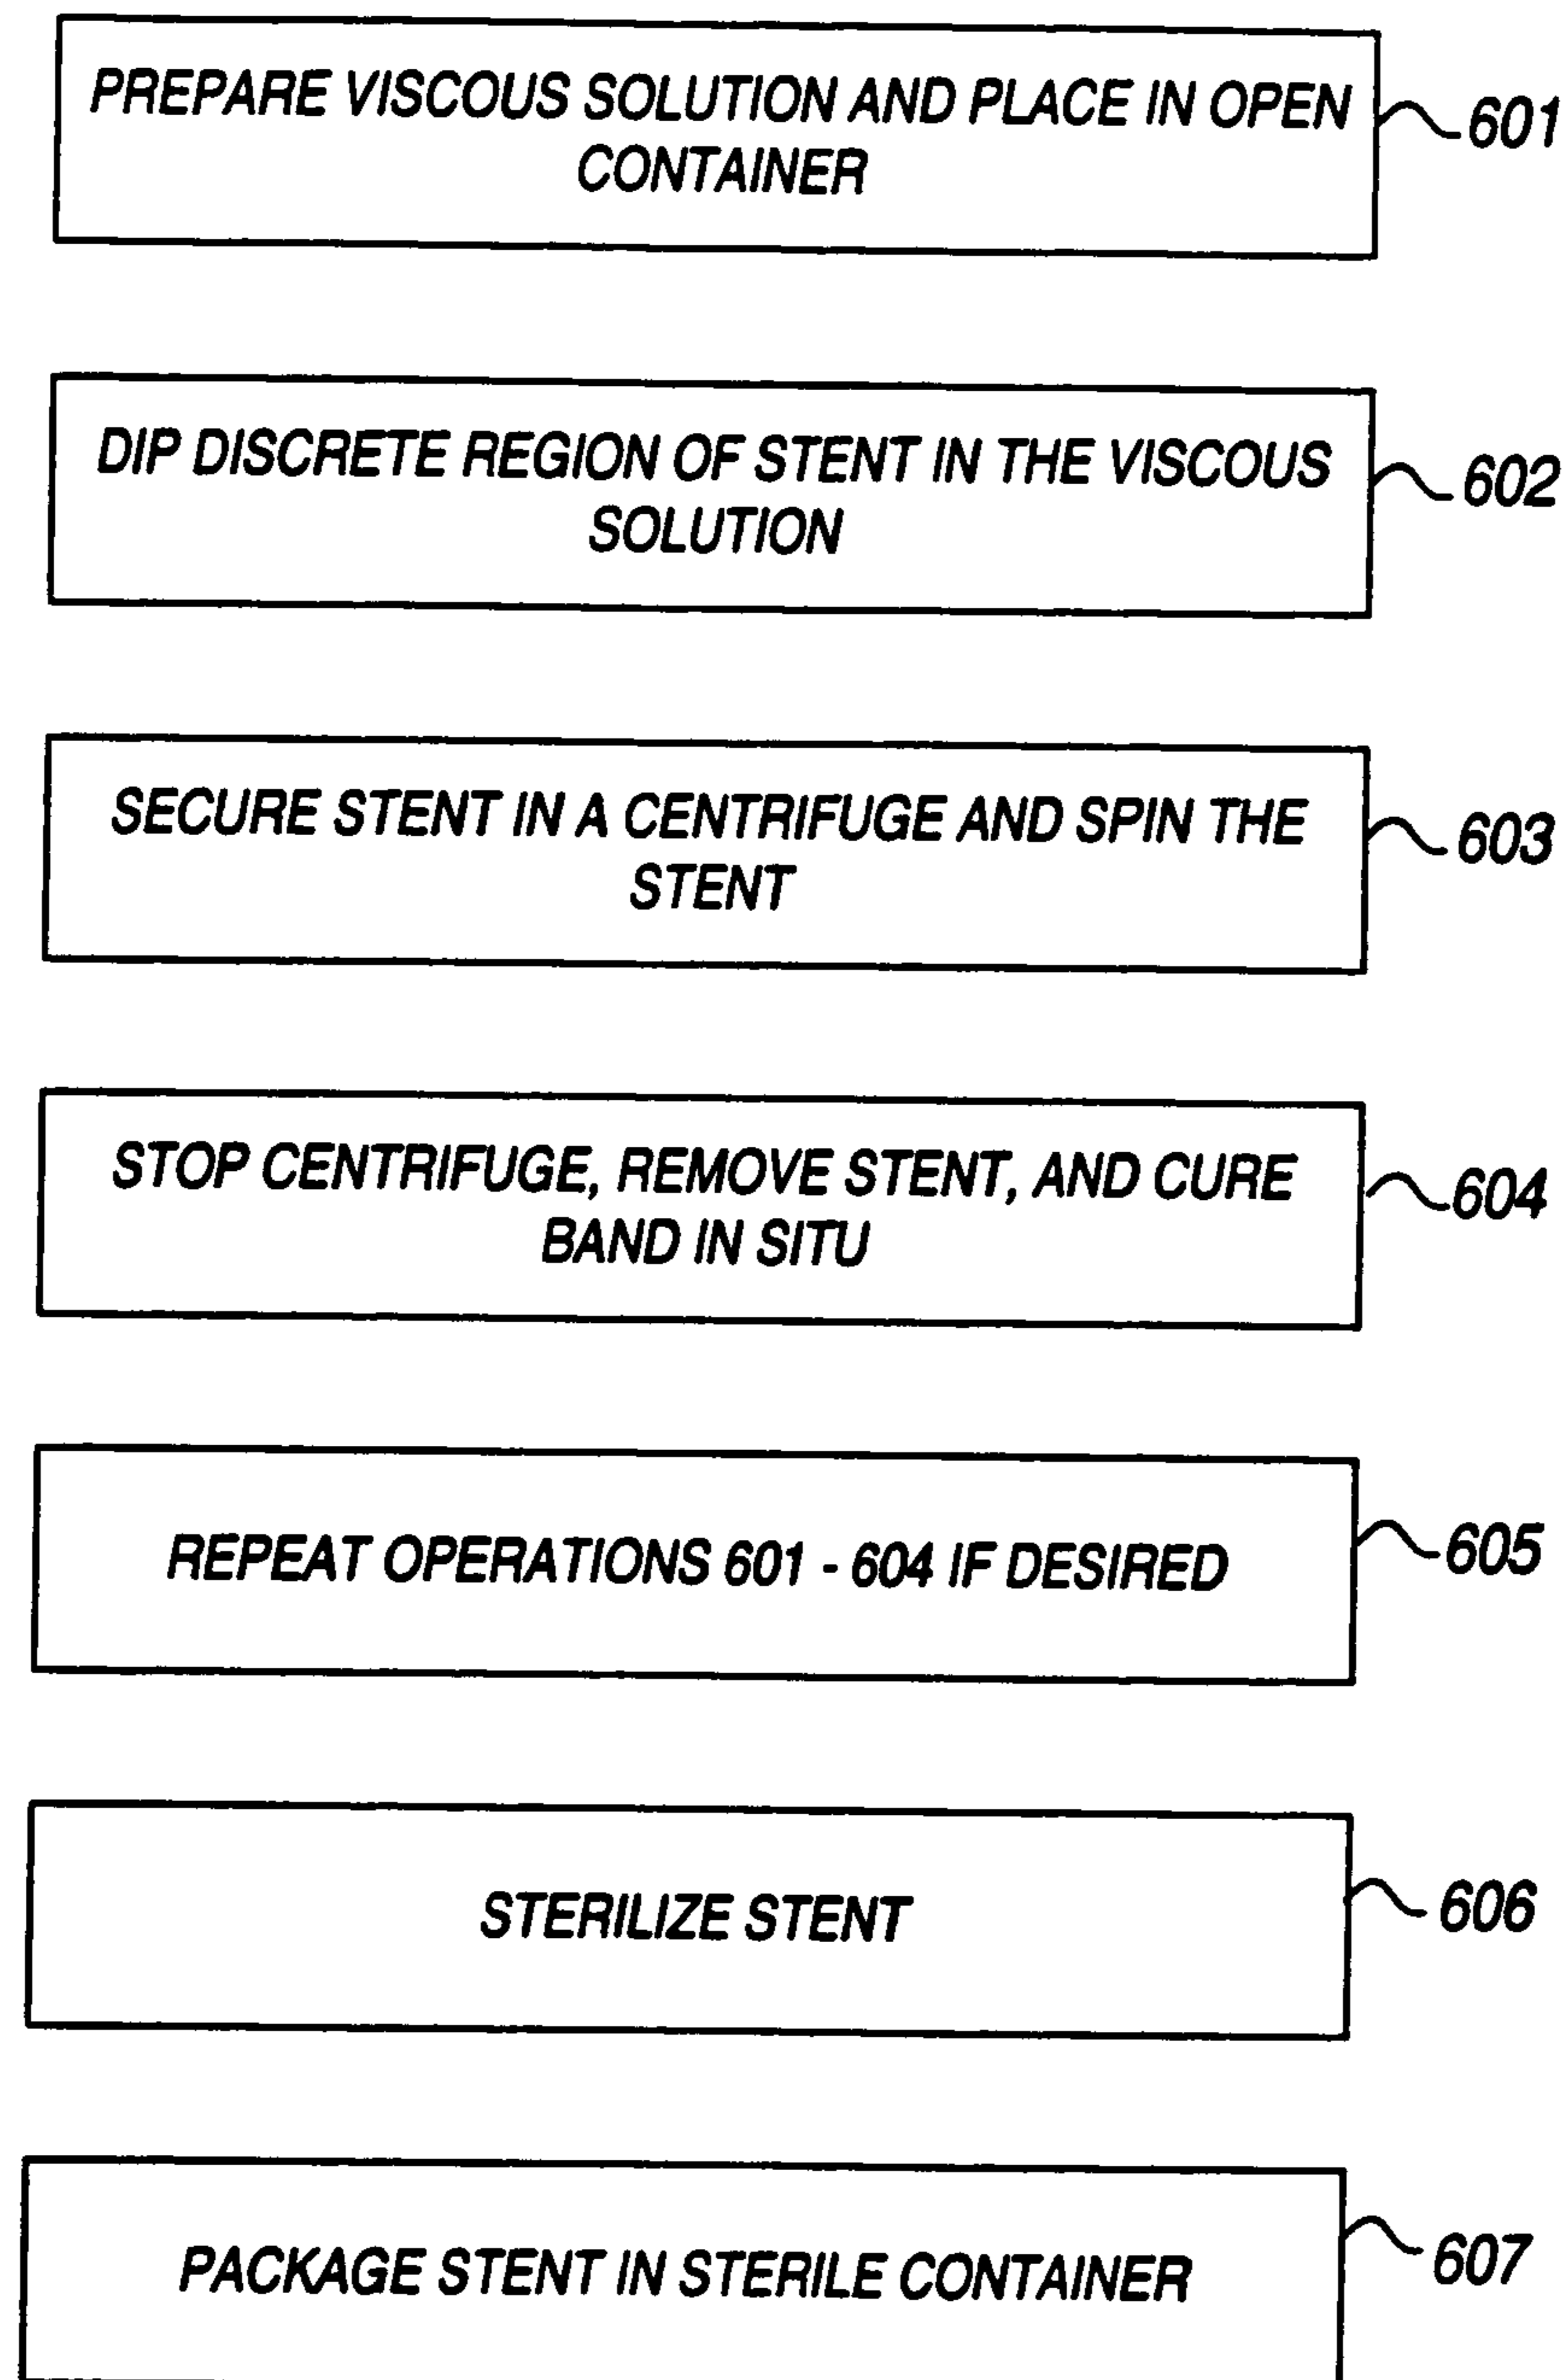 PREPARE VISCOUS SOLUTION AND PLACE IN OPEN
CONTAINER
601
DIP DISCRETE REGION OF STENT IN THE VISCOUS
SOLUTION
602
SECURE STENT IN A CENTRIFUGE AND SPIN THE
STENT
603
STOP CENTRIFUGE, REMOVE STENT, AND CURE
BAND IN SITU
604
REPEAT OPERATIONS 601 - 604 IF DESIRED
605
STERILIZE STENT
606
PACKAGE STENT IN STERILE CONTAINER
607